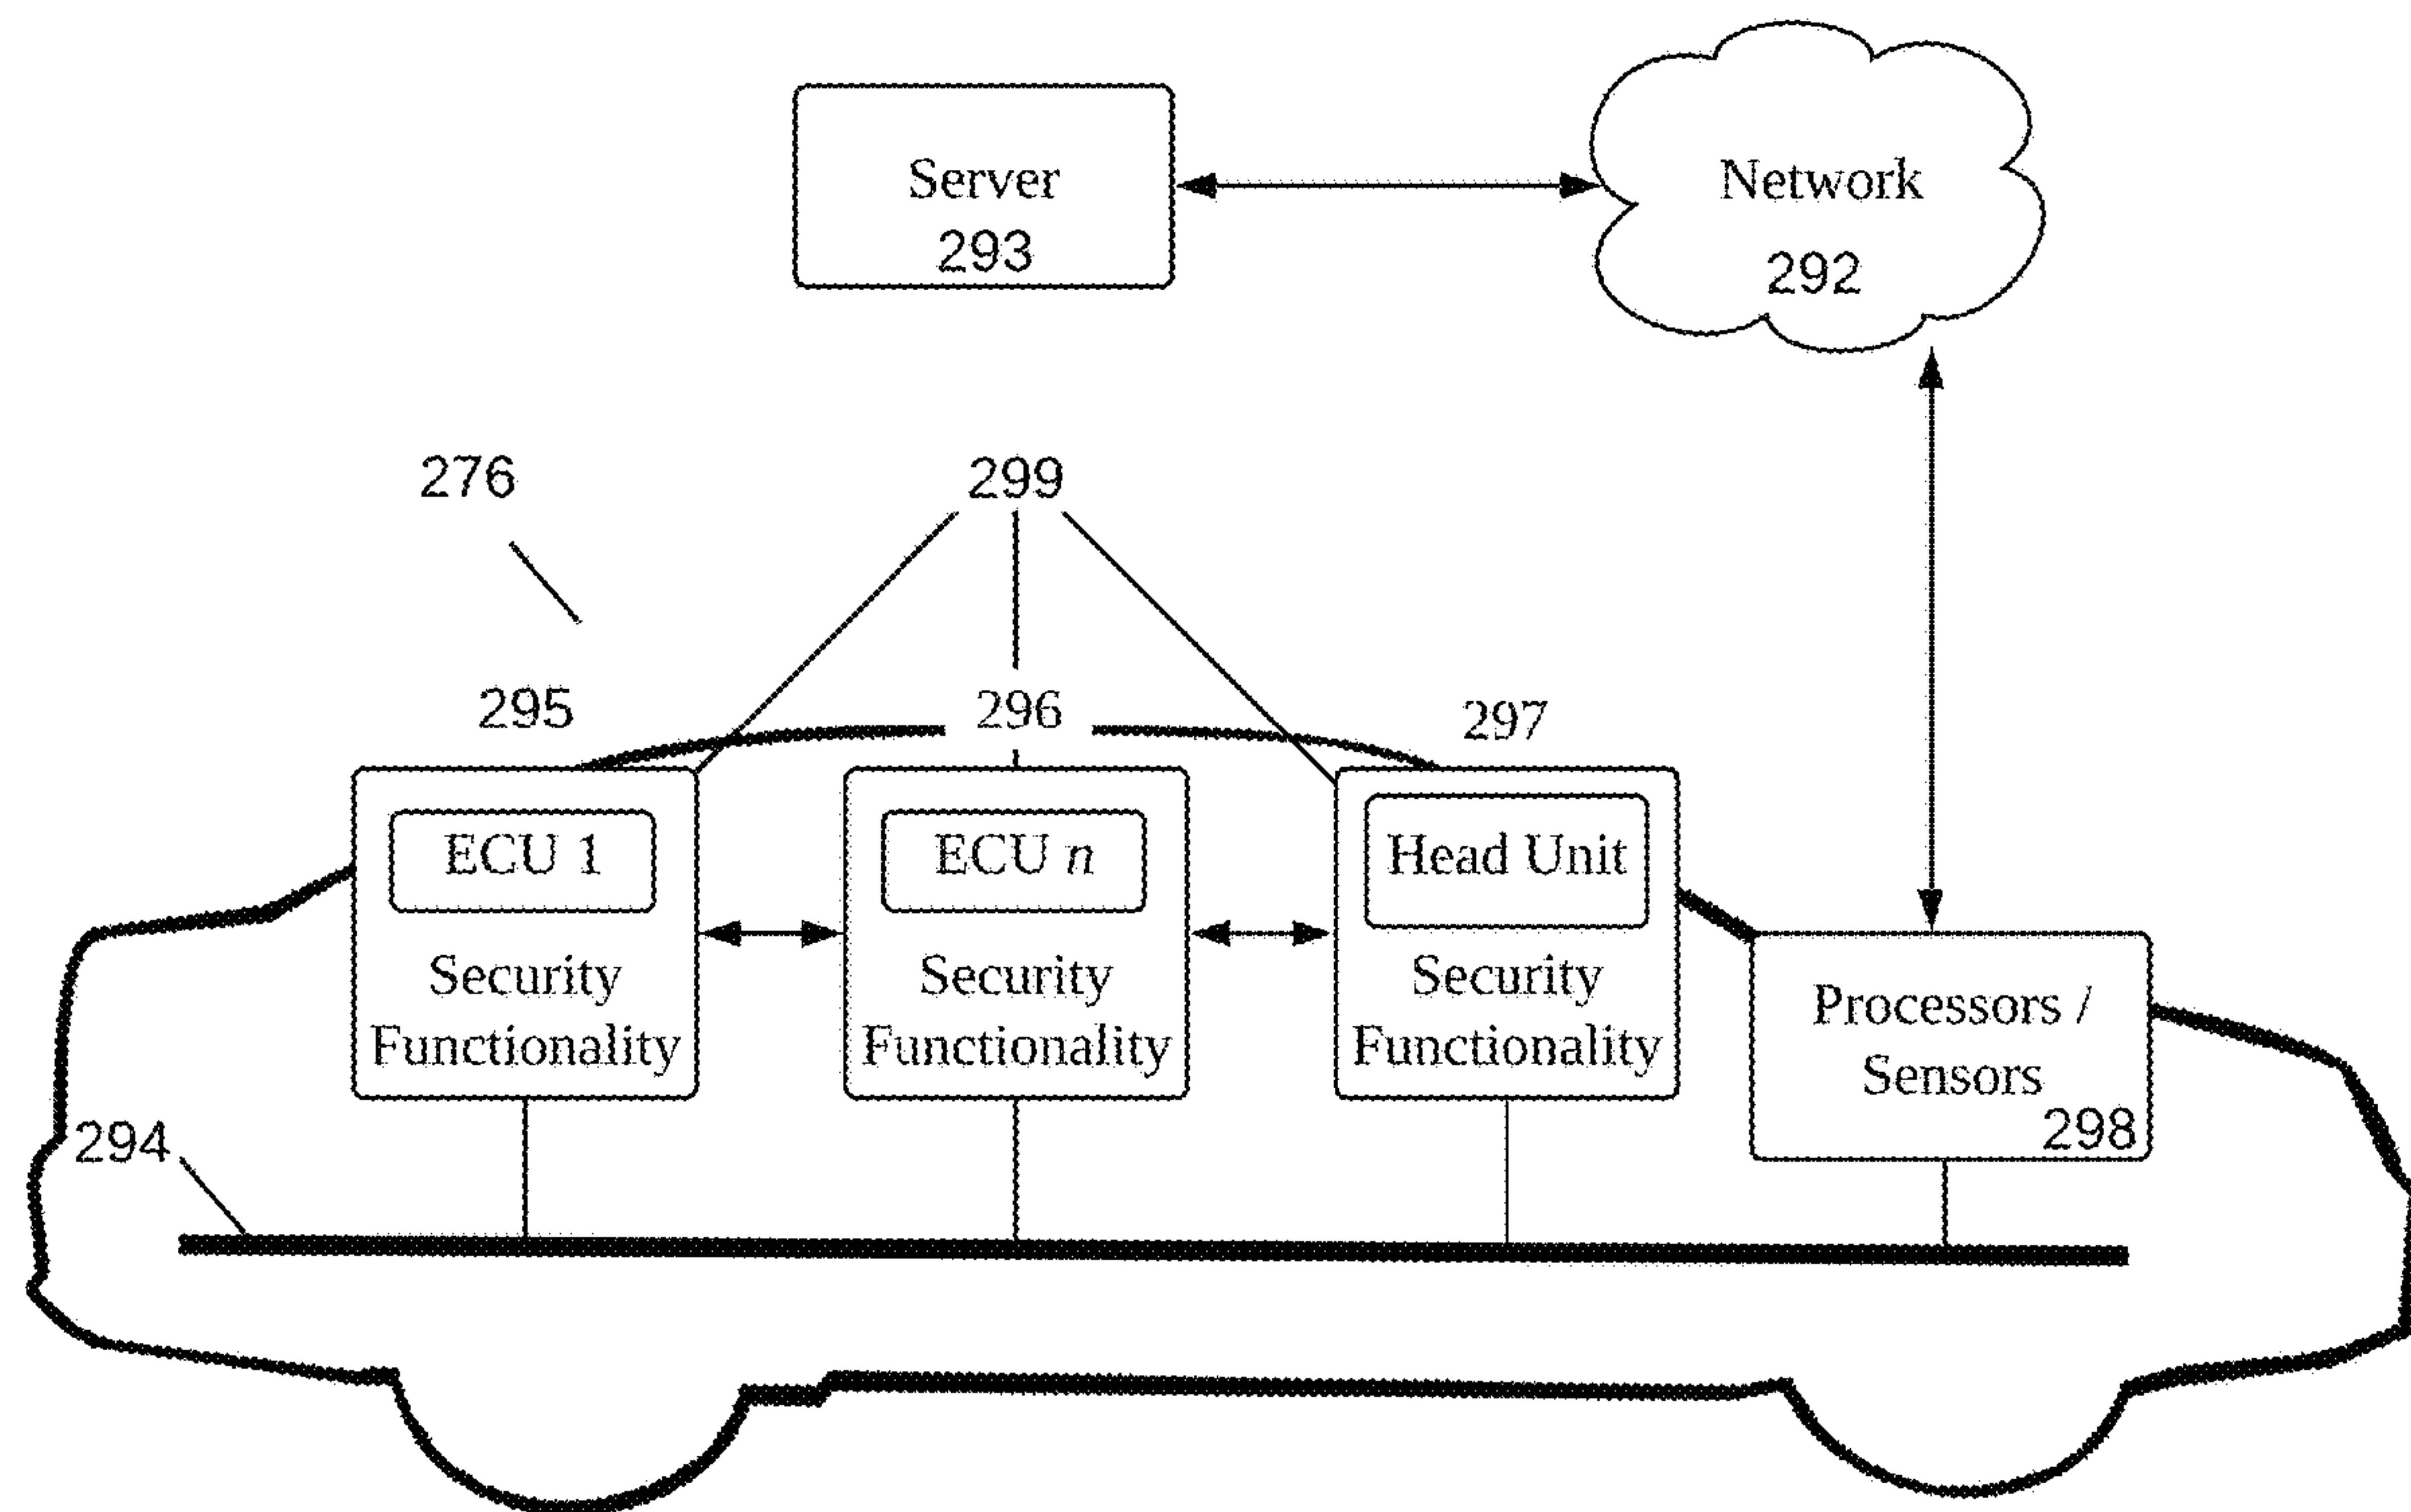 Server
293
Network
292
276
299
295
296
297
ECU 1
Security
Functionality
ECU n
Security
Functionality
Head Unit
Security
Functionality
Processors /
Sensors
298
294